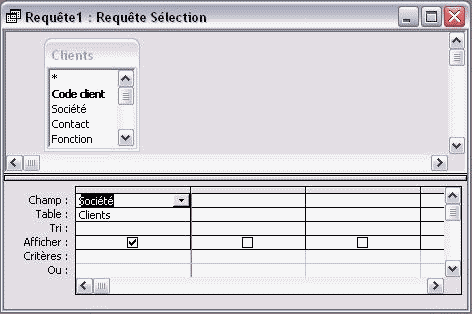 Requête1 : Requête Sélection
Clients
*
Code client
Société
Contact
Fonction
Champ : Société
Table : Clients
Tri :
Afficher :
Critères :
Ou :